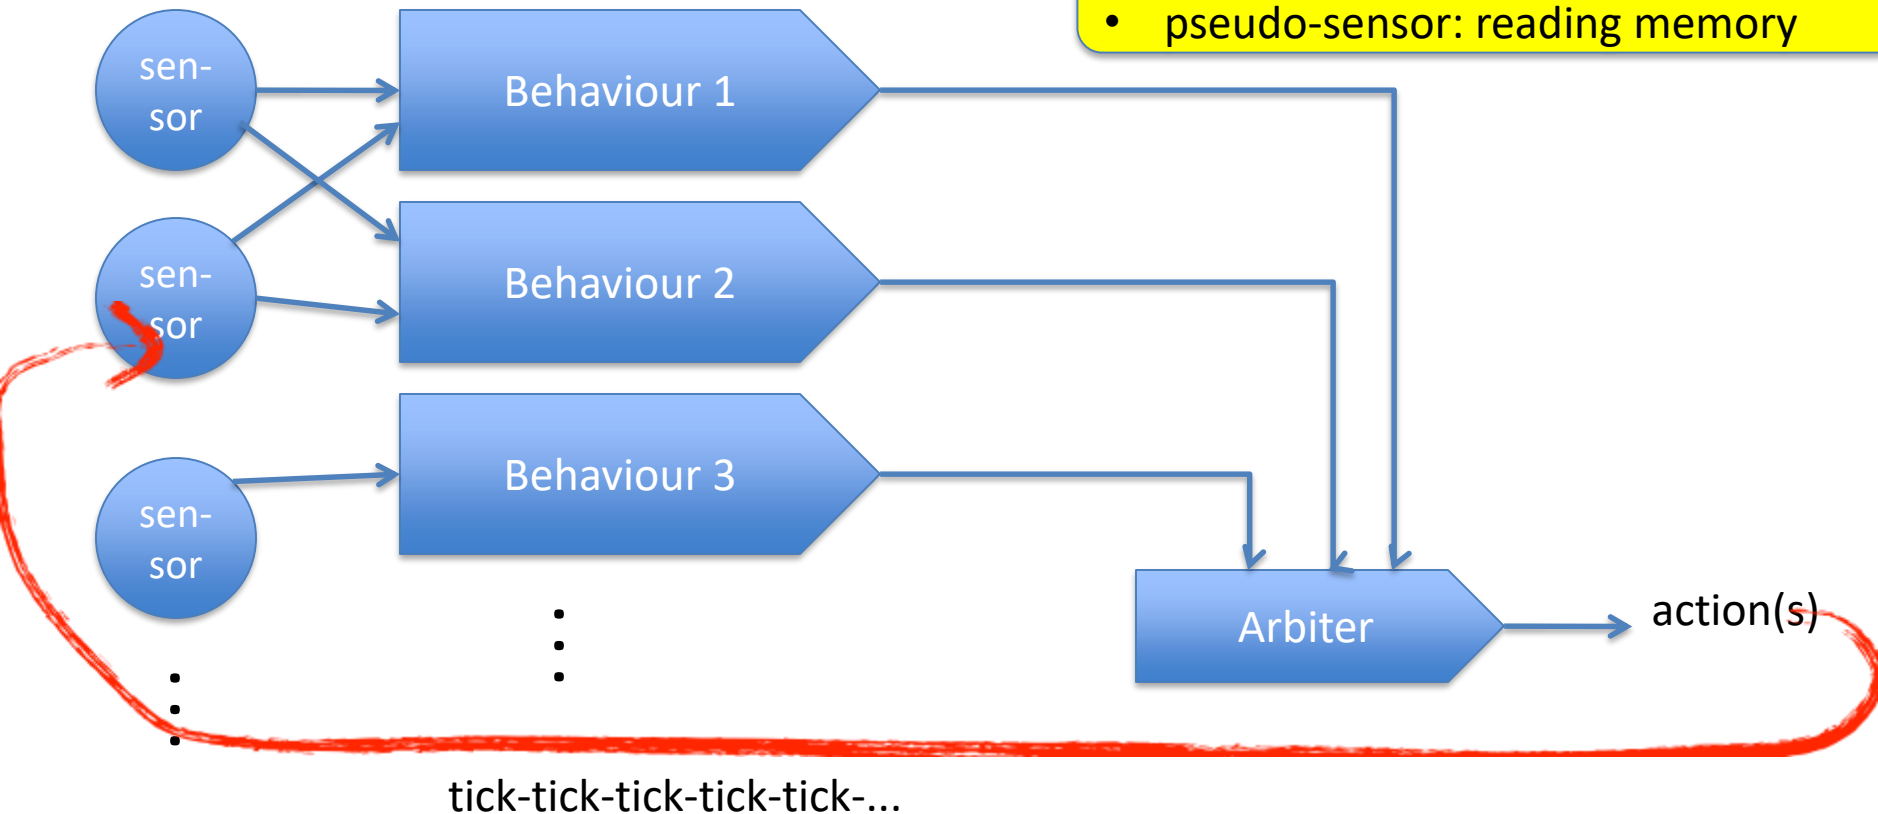 • pseudo-sensor: reading memory
sen-
sor
Behaviour 1
sen-
sor
Behaviour 2
sen-
sor
Behaviour 3
Arbiter
action(s)
tick-tick-tick-tick-tick-...